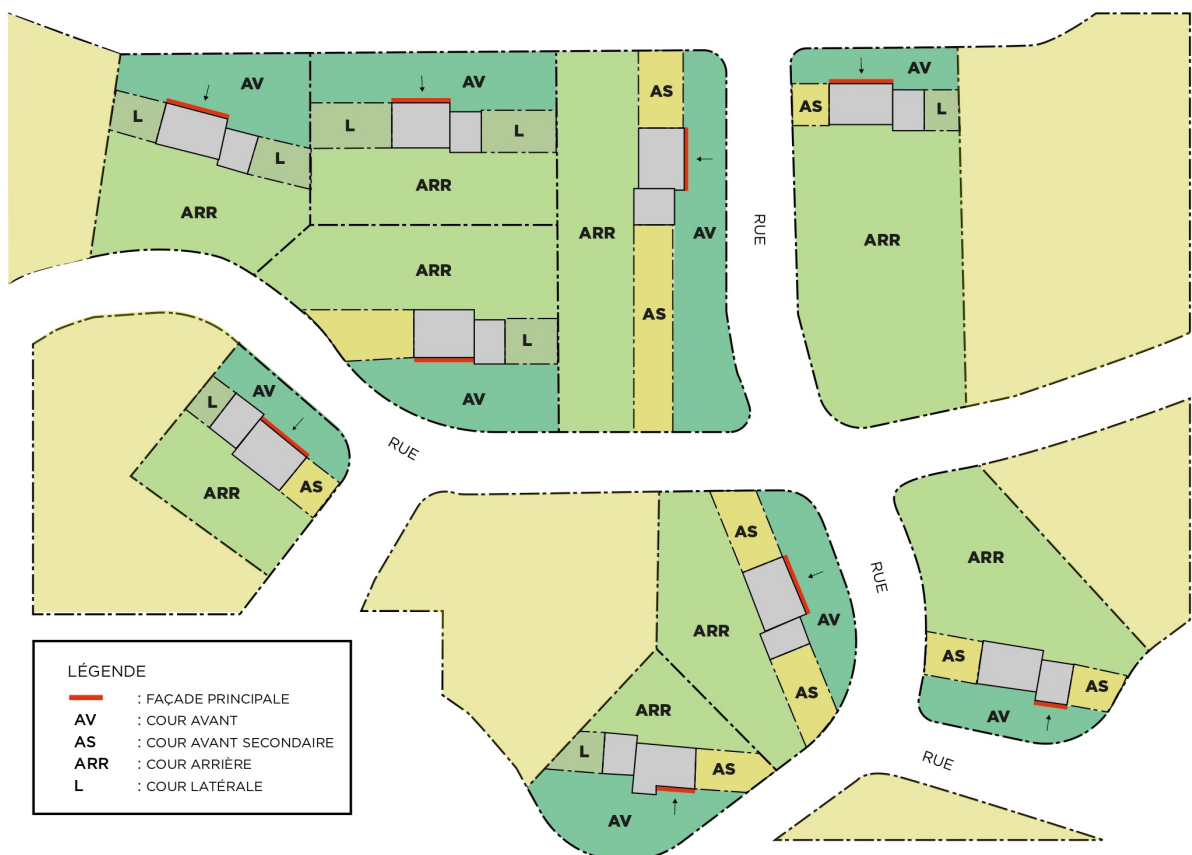 AV
AV
L
L
L
L
ARR
ARR
AS
AV
ARR
AS
AS
AV
L
ARR
RUE
ARR
L
AV
AV
L
ARR
AS
RUE
AS
AV
ARR
AS
RUE
ARR
AS
AS
AV
ARR
L
AS
AV
RUE
LÉGENDE
: FAÇADE PRINCIPALE
AV : COUR AVANT
AS : COUR AVANT SECONDAIRE
ARR : COUR ARRIÈRE
L : COUR LATÉRALE